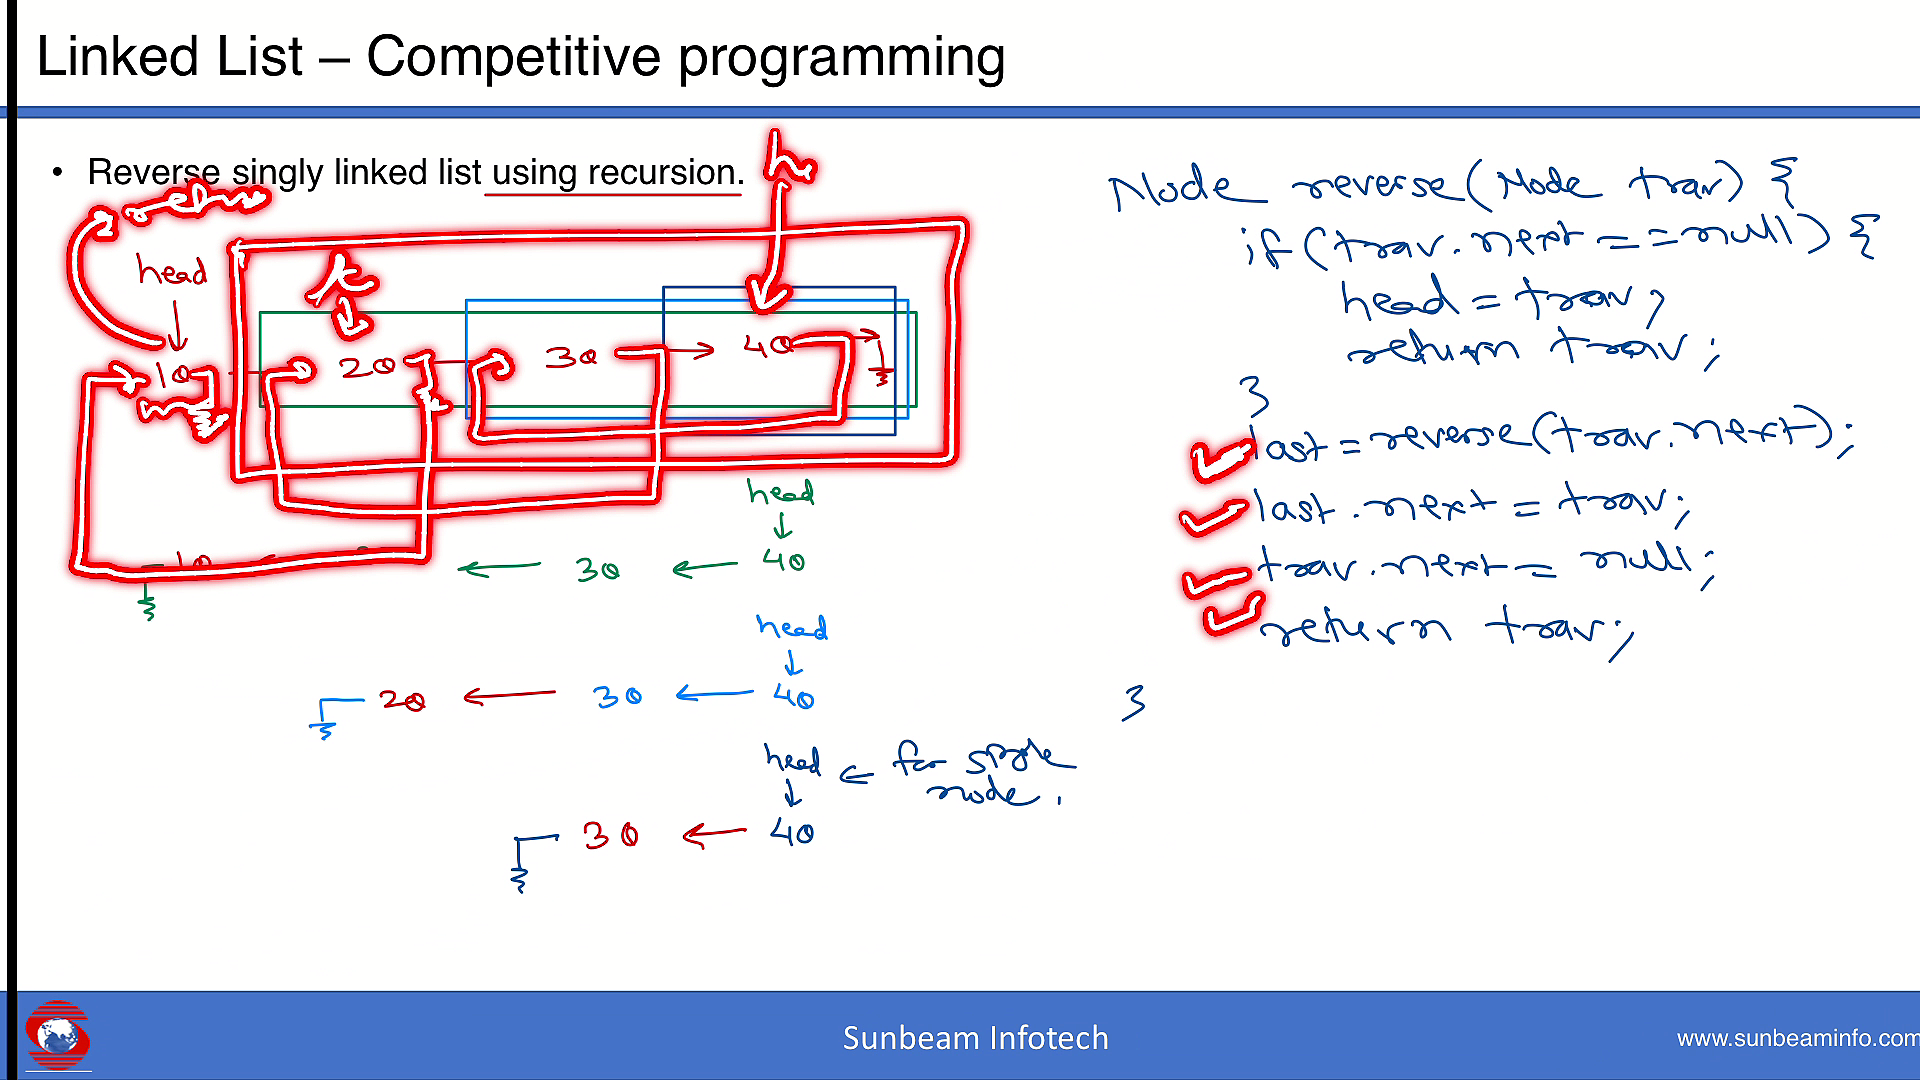 Linked List – Competitive programming
• Reverse singly linked list using recursion.
head
10 20 30 40
head
10 ← 30 ← 40
head
20 ← 30 ← 40
head ← for single node.
30 ← 40
Node reverse(Node trav) {
if(trav.next==null) {
head = trav;
return trav;
}
last = reverse(trav.next);
last.next = trav;
trav.next = null;
return trav;
}
Sunbeam Infotech
www.sunbeaminfo.com